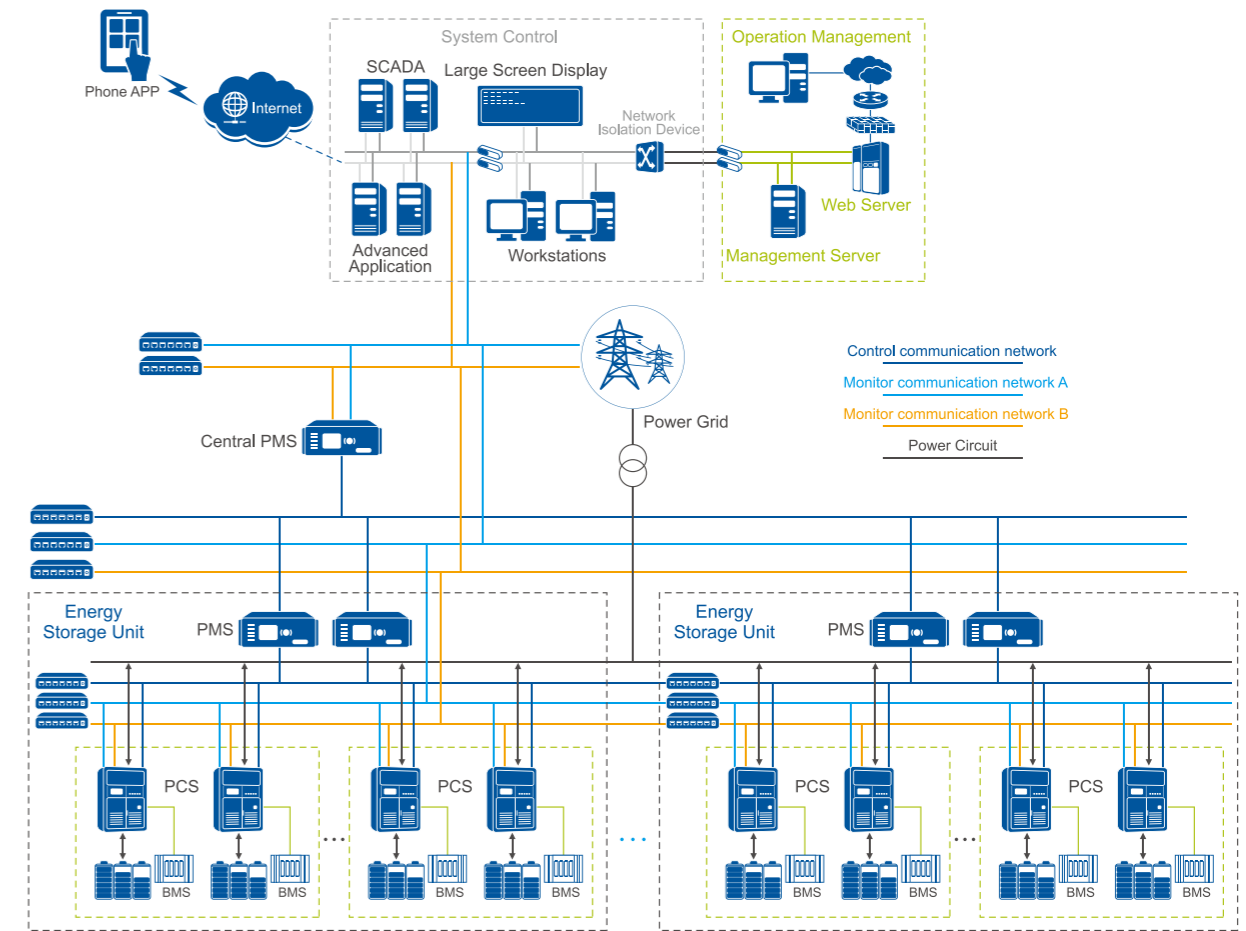 System Control
Operation Management
SCADA
Large Screen Display
Phone APP
Internet
Network
Isolation Device
Web Server
Advanced
Application
Workstations
Management Server
Control communication network
Monitor communication network A
Monitor communication network B
Power Circuit
Power Grid
Central PMS
Energy
Storage Unit
PMS
Energy
Storage Unit
PMS
PCS
PCS
PCS
PCS
...
...
...
BMS
BMS
BMS
BMS
BMS
BMS
BMS
BMS